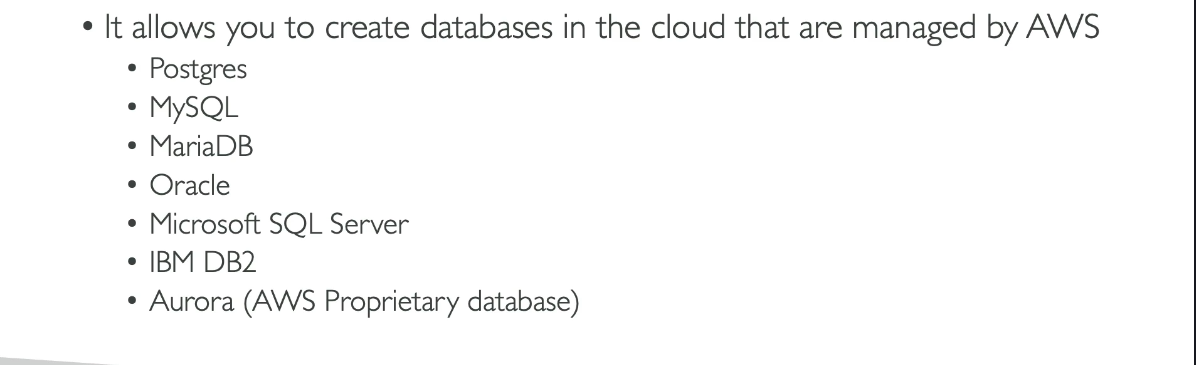 • It allows you to create databases in the cloud that are managed by AWS
• Postgres
• MySQL
• MariaDB
• Oracle
• Microsoft SQL Server
• IBM DB2
• Aurora (AWS Proprietary database)